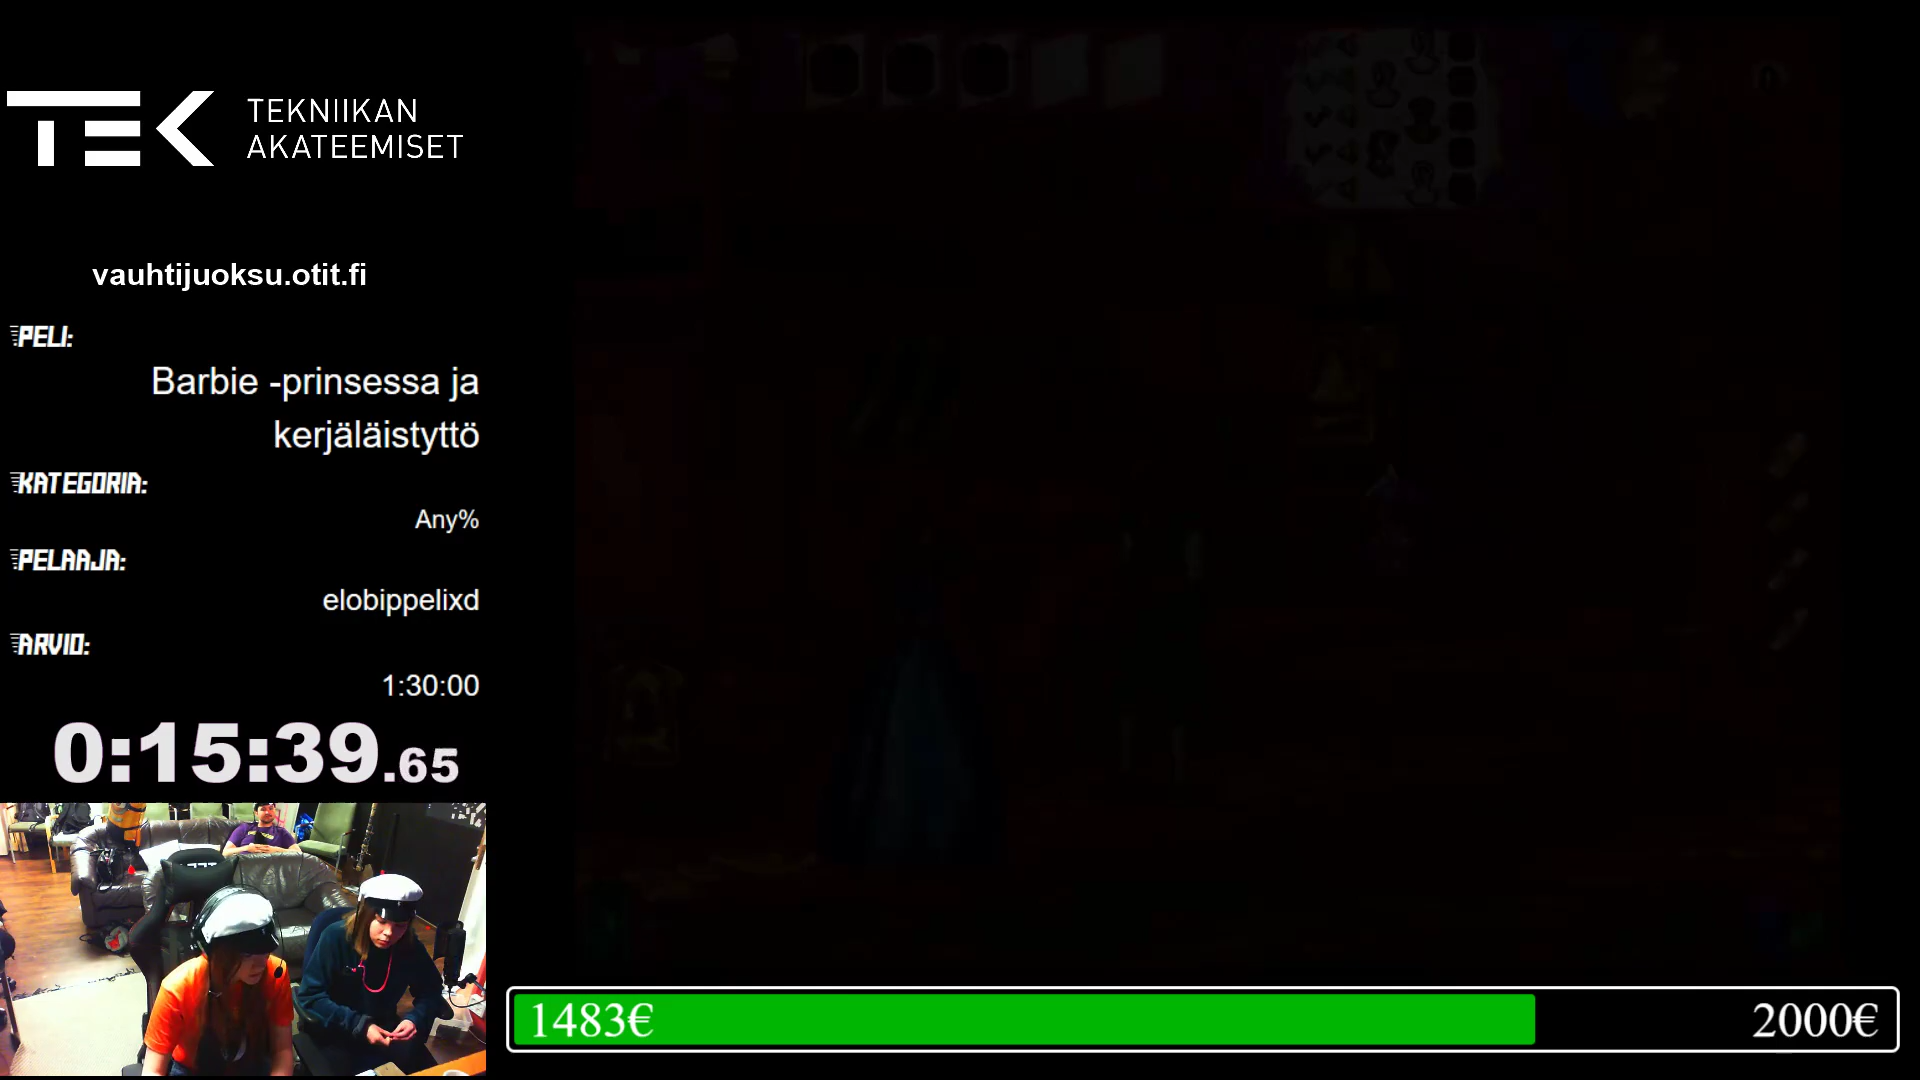 TEK
TEKNIIKAN
AKATEEMISET
vauhtijuoksu.otit.fi
PELI:
Barbie -prinsessa ja
kerjäläistyttö
KATEGORIA:
Any%
PELAAJA:
elobippelixd
ARVIO:
1:30:00
0:15:39.65
1483€
2000€